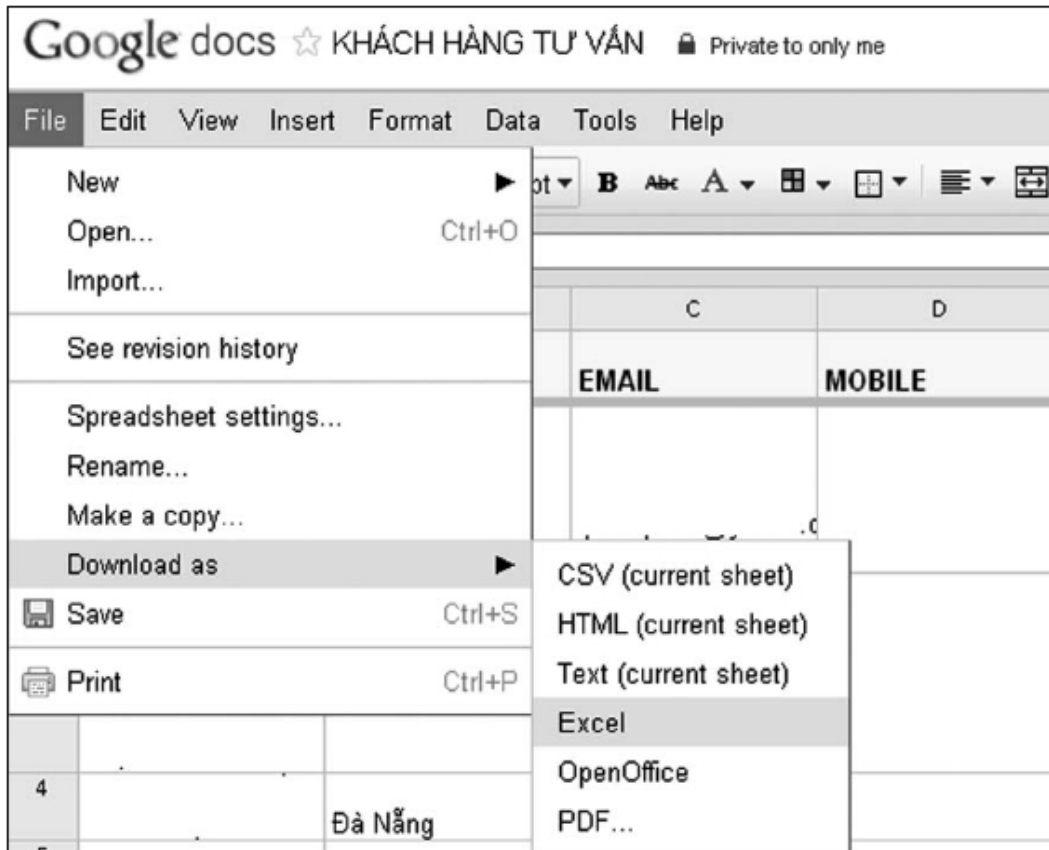 Google docs ☆ KHÁCH HÀNG TƯ VẤN Private to only me
File Edit View Insert Format Data Tools Help
New
Open... Ctrl+O
Import...
See revision history
Spreadsheet settings...
Rename...
Make a copy...
Download as
Save Ctrl+S
Print Ctrl+P
pt B Abc A
C D
EMAIL MOBILE
CSV (current sheet)
HTML (current sheet)
Text (current sheet)
Excel
OpenOffice
PDF...
4
Đà Nẵng